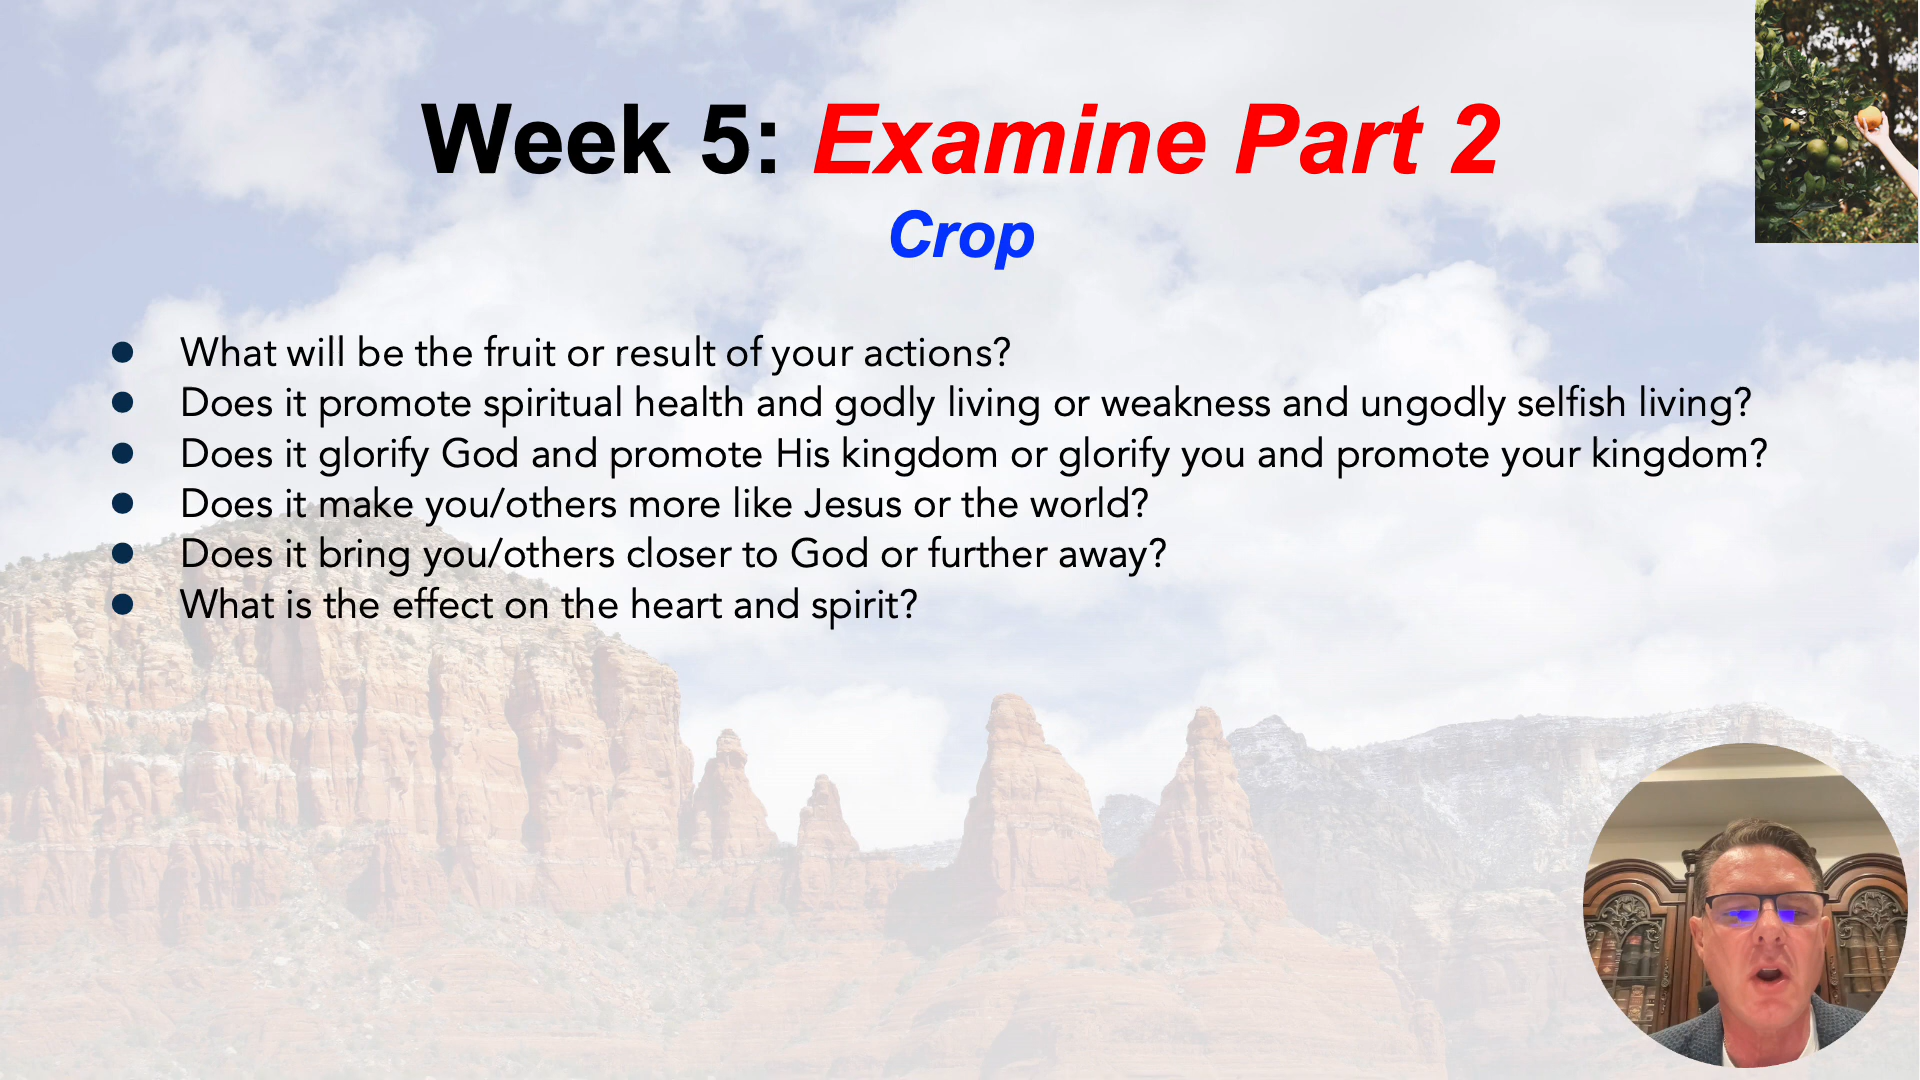 Week 5: Examine Part 2
Crop
● What will be the fruit or result of your actions?
● Does it promote spiritual health and godly living or weakness and ungodly selfish living?
● Does it glorify God and promote His kingdom or glorify you and promote your kingdom?
● Does it make you/others more like Jesus or the world?
● Does it bring you/others closer to God or further away?
● What is the effect on the heart and spirit?